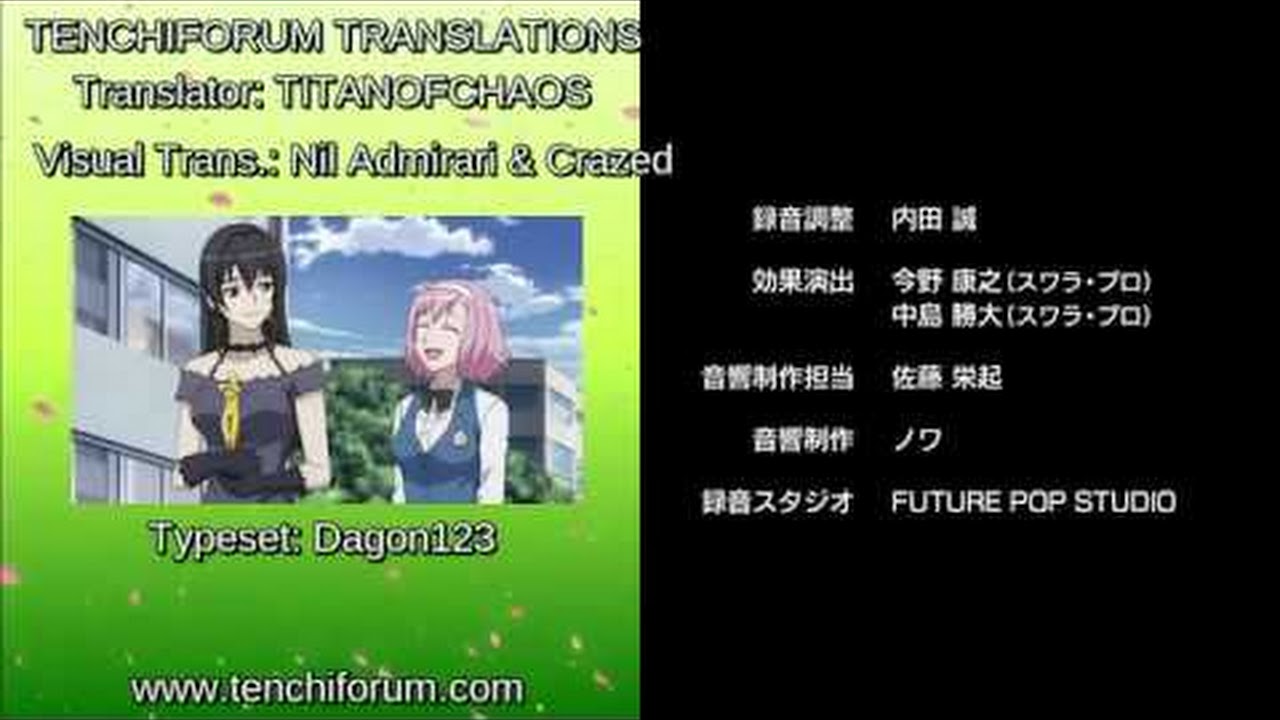 TENCHIFORUM TRANSLATIONS
Translator: TITANOFCHAOS
Visual Trans.: Nil Admirari & Crazed
Typeset: Dagon123
www.tenchiforum.com
録音調整 内田 誠
効果演出 今野 康之(スワラ・プロ)
中島 勝大(スワラ・プロ)
音響制作担当 佐藤 栄起
音響制作 ノワ
録音スタジオ FUTURE POP STUDIO